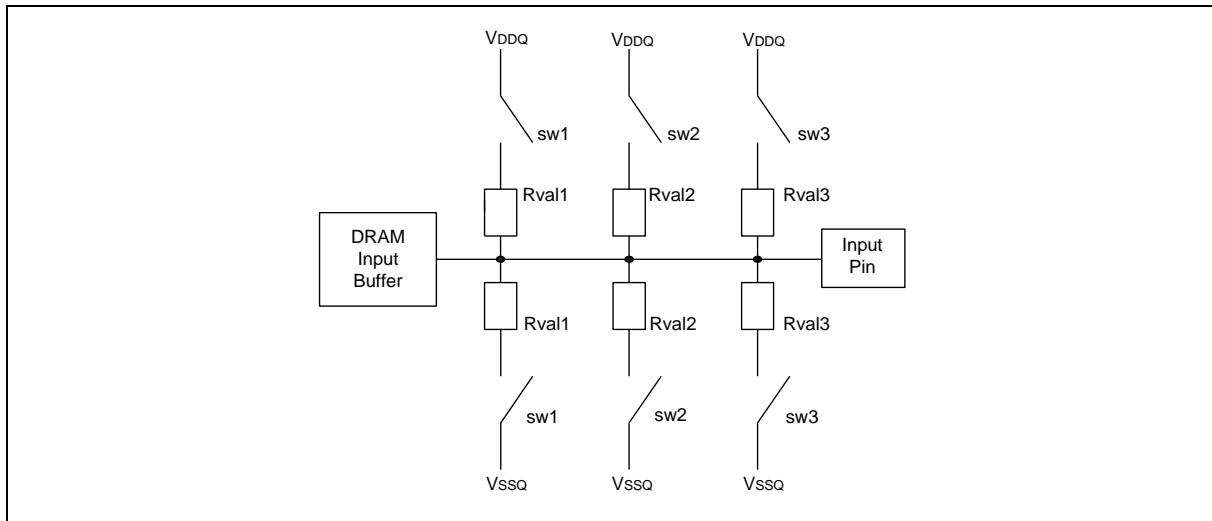 VDDQ
VDDQ
VDDQ
sw1
sw2
sw3
Rval1
Rval2
Rval3
DRAM
Input
Buffer
Input
Pin
Rval1
Rval2
Rval3
sw1
sw2
sw3
VSSQ
VSSQ
VSSQ